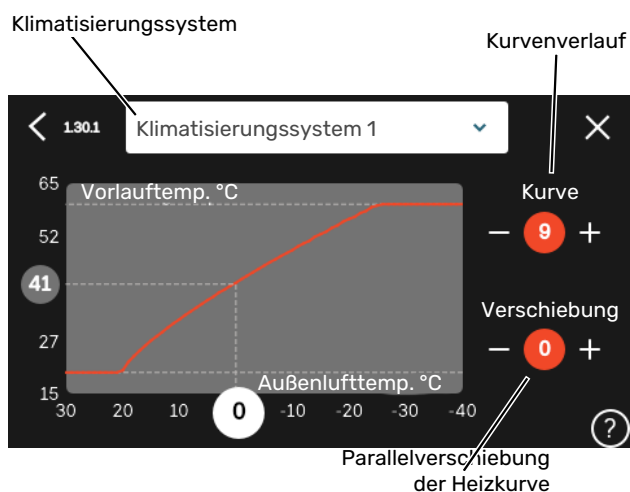 Klimatisierungssystem
Kurvenverlauf
1.30.1
Klimatisierungssystem 1
65
Vorlauftemp. °C
Kurve
52
− 9 +
41
Verschiebung
27
− 0 +
Außenlufttemp. °C
15
30 20 10 0 -10 -20 -30 -40
?
Parallelverschiebung
der Heizkurve